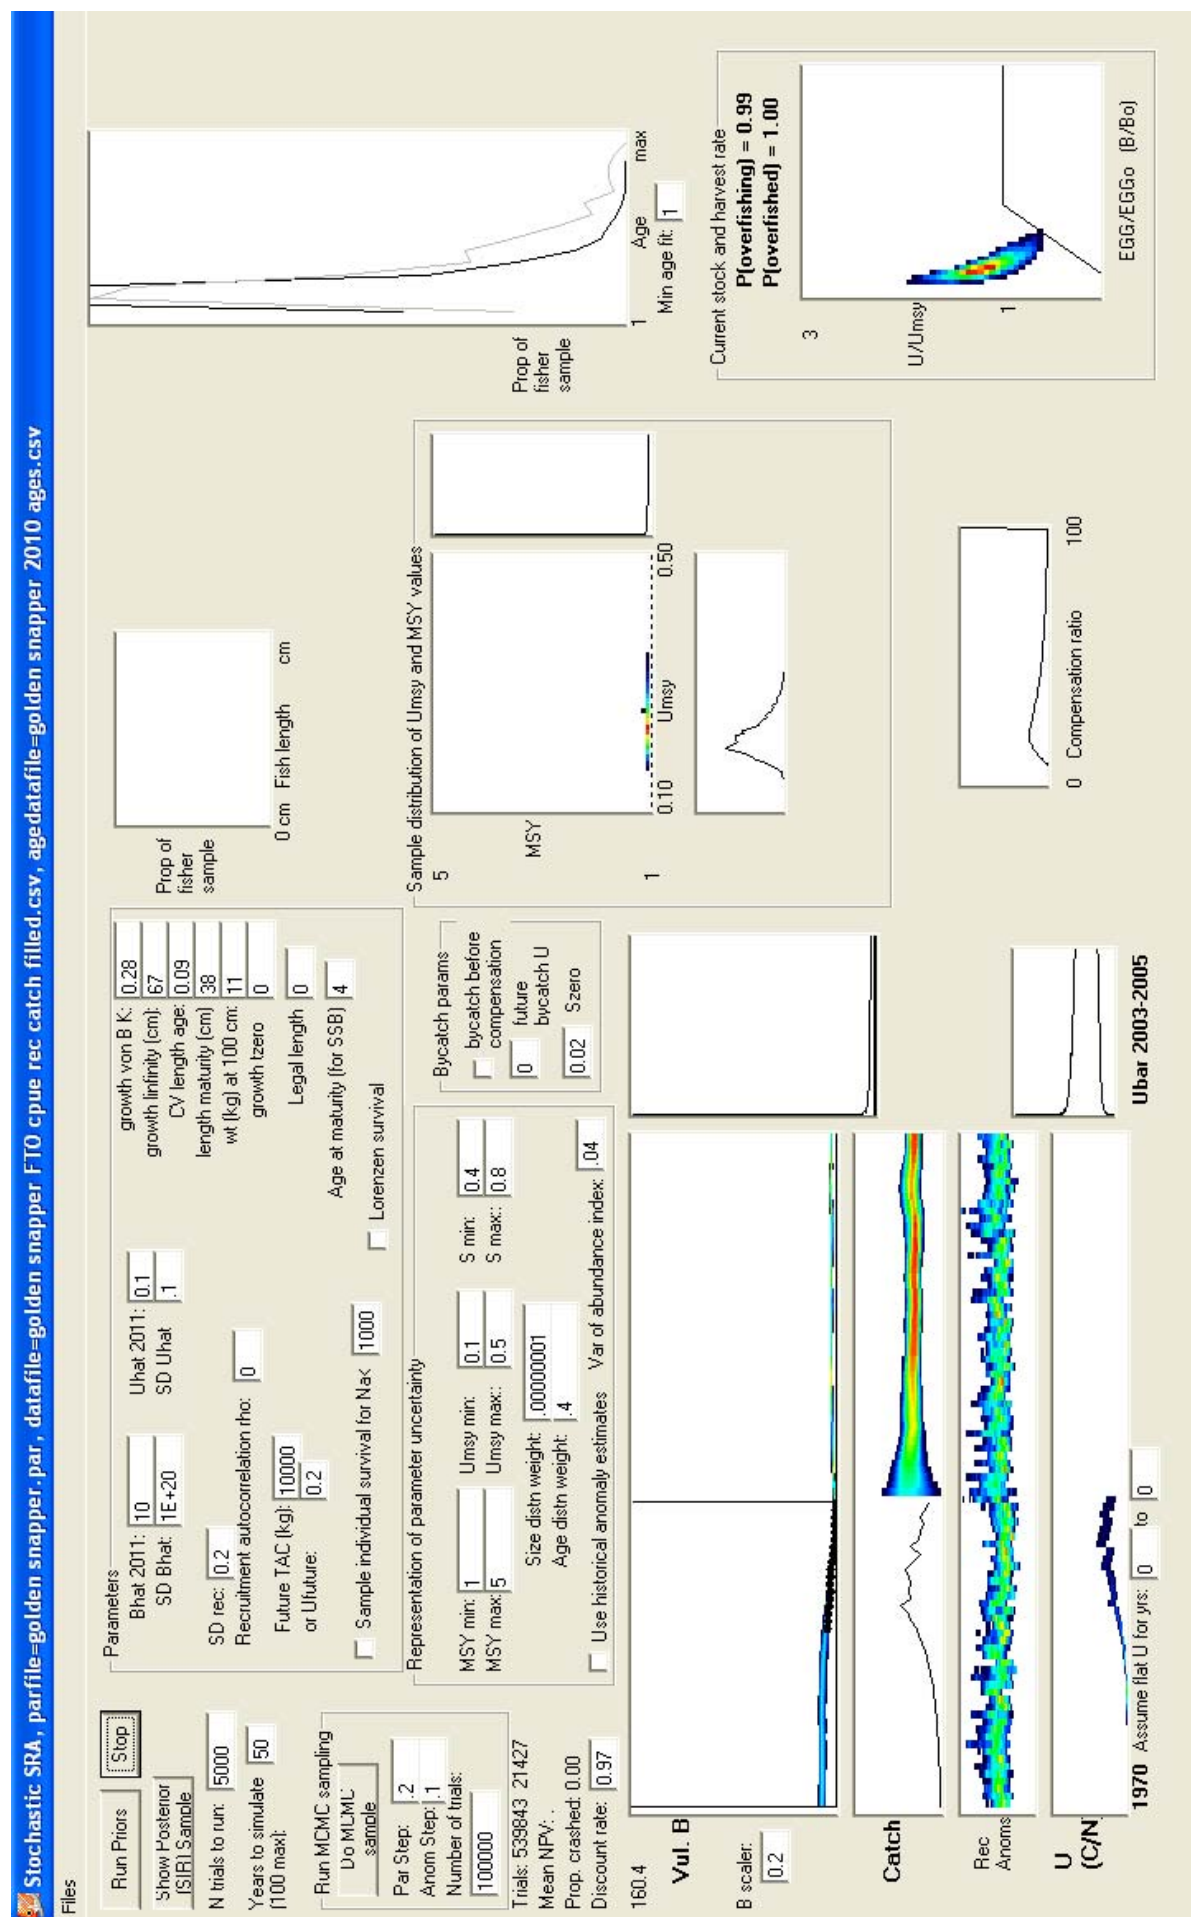 Stochastic SRA, parfile=golden snapper.par, datafile=golden snapper FTO cpue rec catch filled.csv, agedatafile=golden snapper 2010 ages.csv
Files
Run Priors
Stop
Show Posterior
(SIR) Sample
N trials to run: 5000
Years to simulate 50
(100 max):
Run MCMC sampling
Do MCMC
sample
Par Step: .2
Anom Step: .1
Number of trials:
100000
Trials: 539843 21427
Mean NPV: .
Prop. crashed: 0.00
Discount rate: 0.97
Parameters
Bhat 2011: 10
SD Bhat: 1E+20
Uhat 2011: 0.1
SD Uhat .1
SD rec: 0.2
Recruitment autocorrelation rho: 0
Future TAC (kg): 10000
or Ufuture: 0.2
Sample individual survival for Na< 1000
growth von B K: 0.28
growth linfinity (cm): 67
CV length age: 0.09
length maturity (cm) 38
wt (kg) at 100 cm: 11
growth tzero 0
Legal length 0
Age at maturity (for SSB) 4
Lorenzen survival
Representation of parameter uncertainty
MSY min: 1
MSY max: 5
Umsy min: 0.1
Umsy max:: 0.5
S min: 0.4
S max:: 0.8
Size distn weight: .00000001
Age distn weight: .4
Use historical anomaly estimates
Var of abundance index: .04
Bycatch params
bycatch before
compensation
0 future
bycatch U
0.02 Szero
Prop of
fisher
sample
0 cm Fish length cm
Prop of
fisher
sample
1 Age max
Min age fit: 1
Sample distribution of Umsy and MSY values
5
MSY
1
0.10 Umsy 0.50
Current stock and harvest rate
P(overfishing) = 0.99
P(overfished) = 1.00
3
U/Umsy
1
EGG/EGGo (B/Bo)
0 Compensation ratio 100
160.4
Vul. B
B scaler:
0.2
Catch
Rec
Anoms
U
(C/N)
1970 Assume flat U for yrs: 0 to 0
Ubar 2003-2005